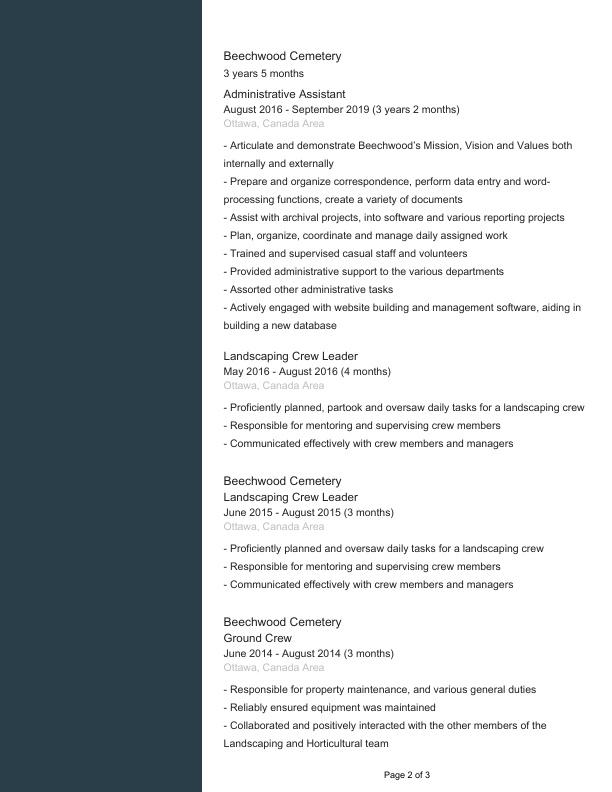 Beechwood Cemetery
3 years 5 months
Administrative Assistant
August 2016 - September 2019 (3 years 2 months)
Ottawa, Canada Area
- Articulate and demonstrate Beechwood's Mission, Vision and Values both
internally and externally
- Prepare and organize correspondence, perform data entry and word-
processing functions, create a variety of documents
- Assist with archival projects, into software and various reporting projects
- Plan, organize, coordinate and manage daily assigned work
- Trained and supervised casual staff and volunteers
- Provided administrative support to the various departments
- Assorted other administrative tasks
- Actively engaged with website building and management software, aiding in
building a new database
Landscaping Crew Leader
May 2016 - August 2016 (4 months)
Ottawa, Canada Area
- Proficiently planned, partook and oversaw daily tasks for a landscaping crew
- Responsible for mentoring and supervising crew members
- Communicated effectively with crew members and managers
Beechwood Cemetery
Landscaping Crew Leader
June 2015 - August 2015 (3 months)
Ottawa, Canada Area
- Proficiently planned and oversaw daily tasks for a landscaping crew
- Responsible for mentoring and supervising crew members
- Communicated effectively with crew members and managers
Beechwood Cemetery
Ground Crew
June 2014 - August 2014 (3 months)
Ottawa, Canada Area
- Responsible for property maintenance, and various general duties
- Reliably ensured equipment was maintained
- Collaborated and positively interacted with the other members of the
Landscaping and Horticultural team
Page 2 of 3